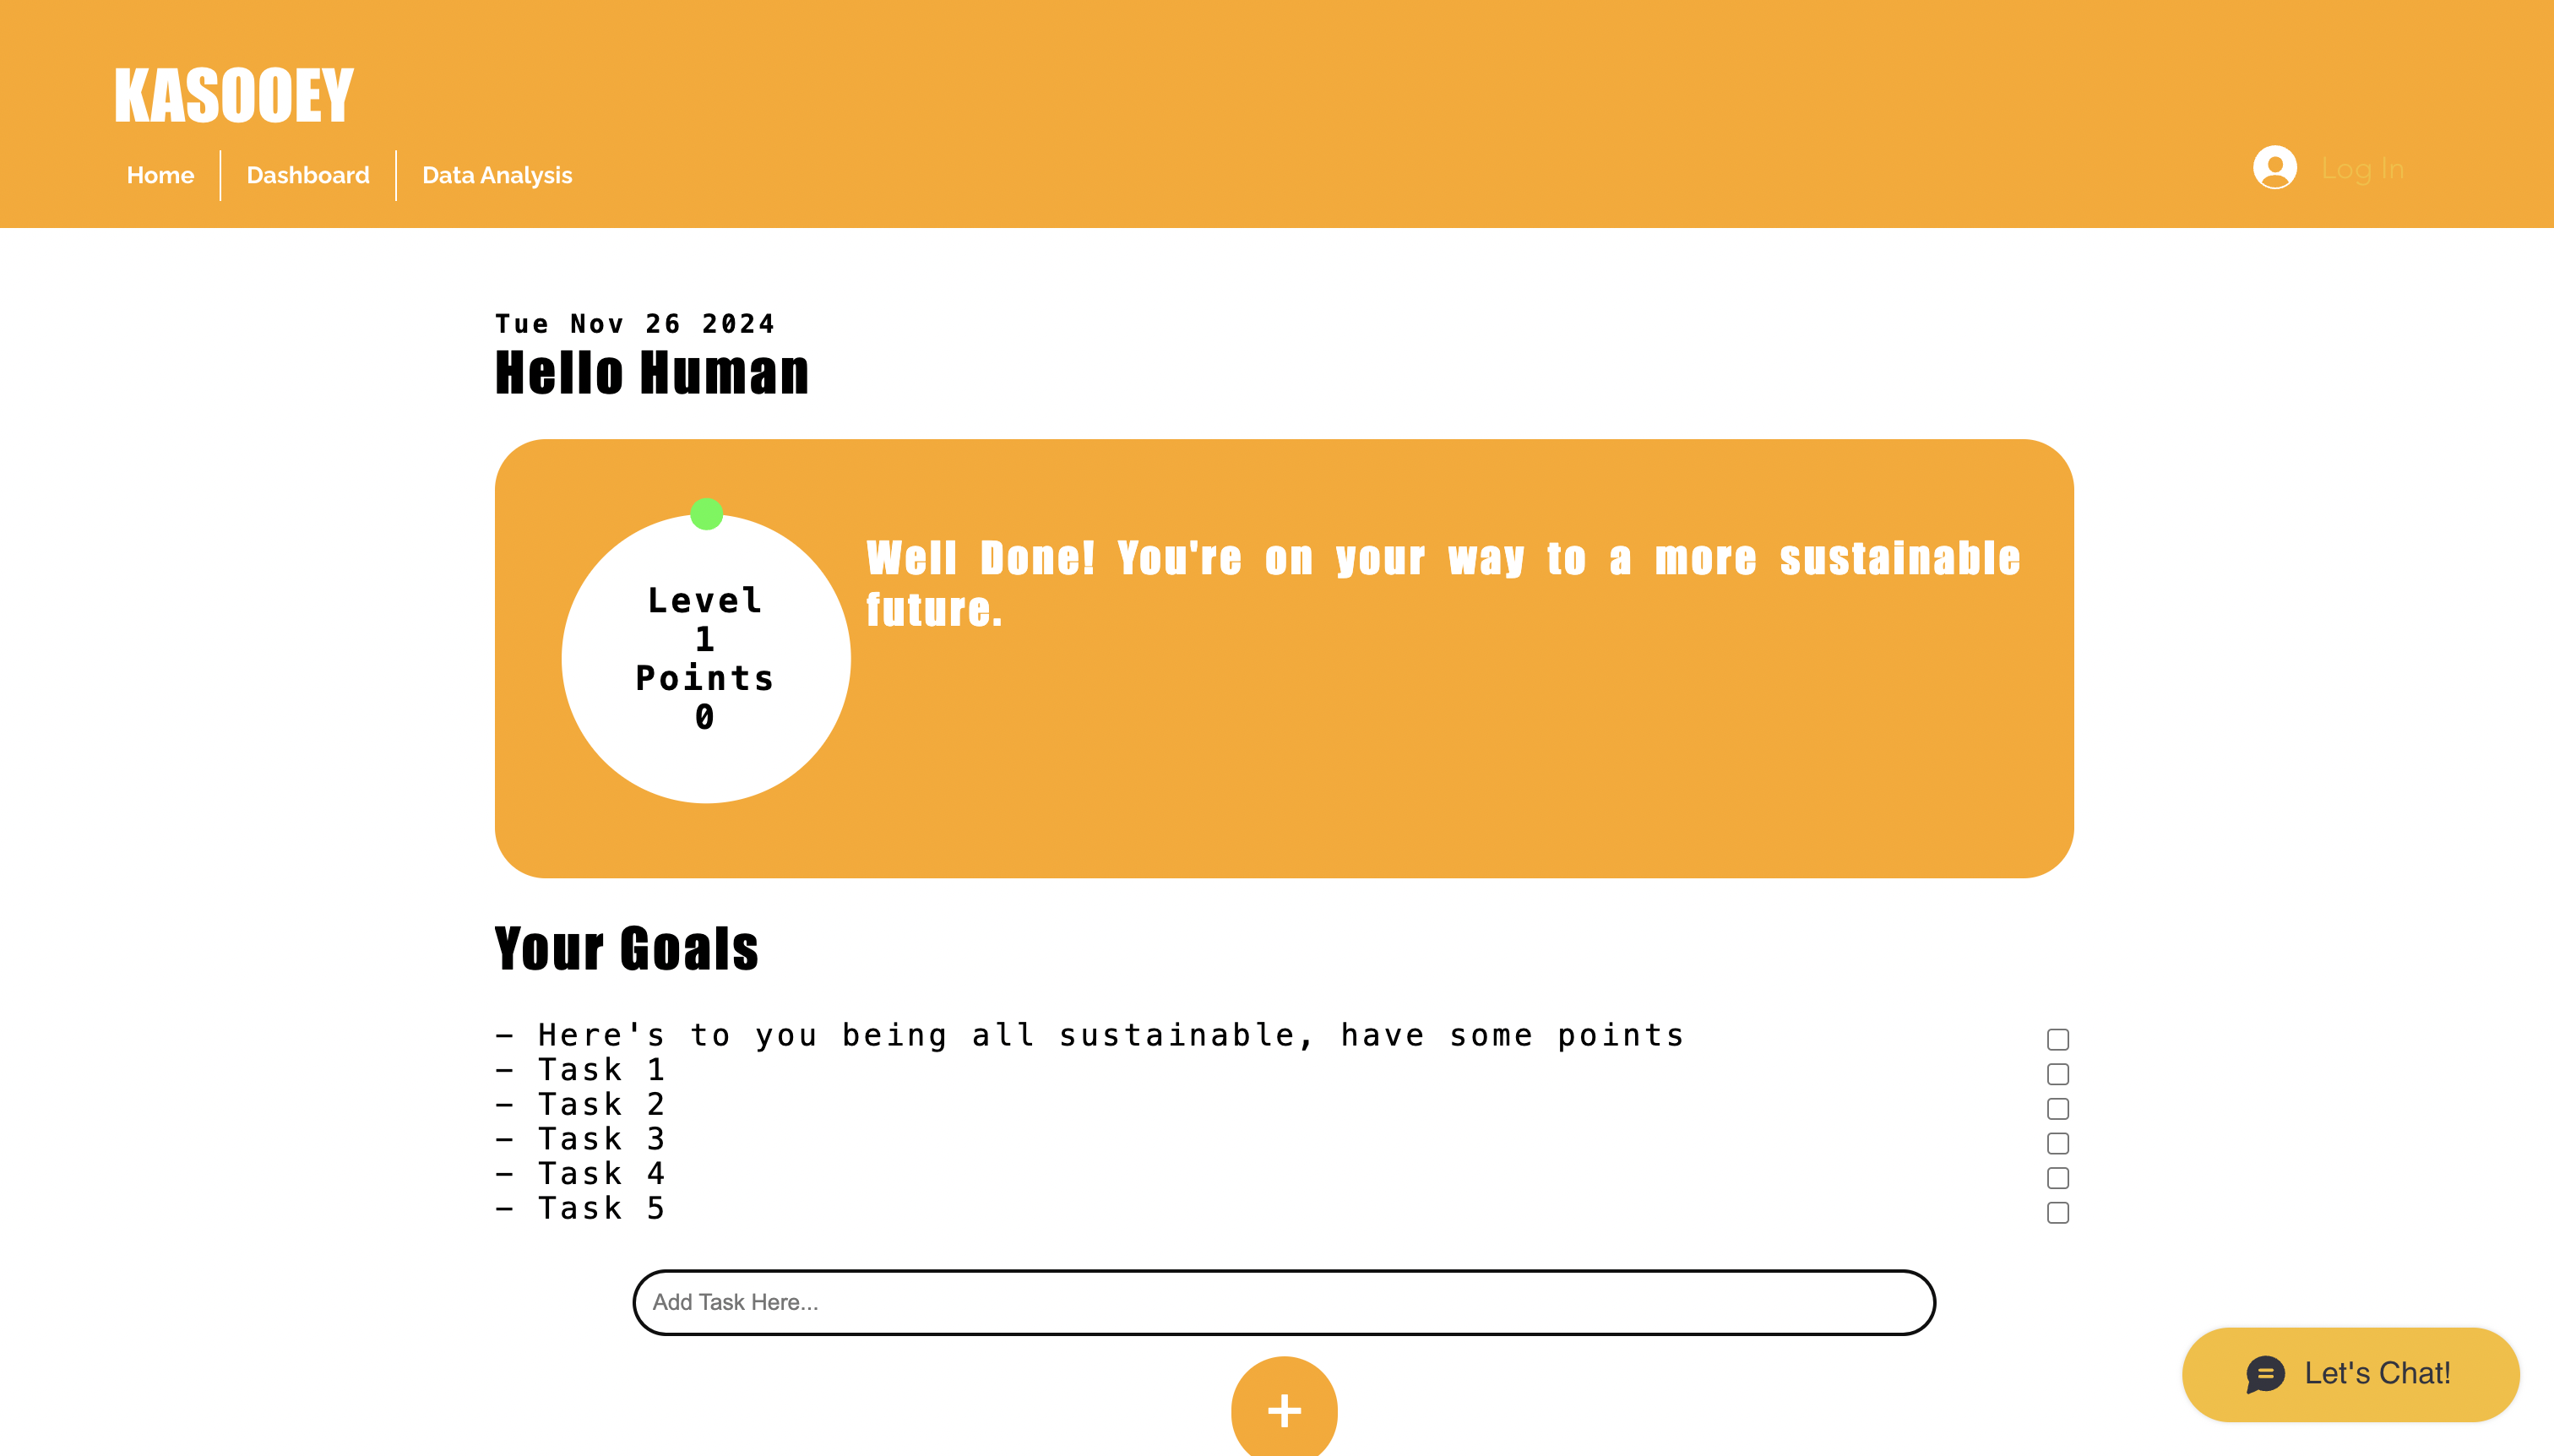 KASOOEY
Home
Dashboard
Data Analysis
Log In
Tue Nov 26 2024
Hello Human
Level
1
Points
0
Well Done! You're on your way to a more sustainable
future.
Your Goals
- Here's to you being all sustainable, have some points
- Task 1
- Task 2
- Task 3
- Task 4
- Task 5
Add Task Here...
+
Let's Chat!